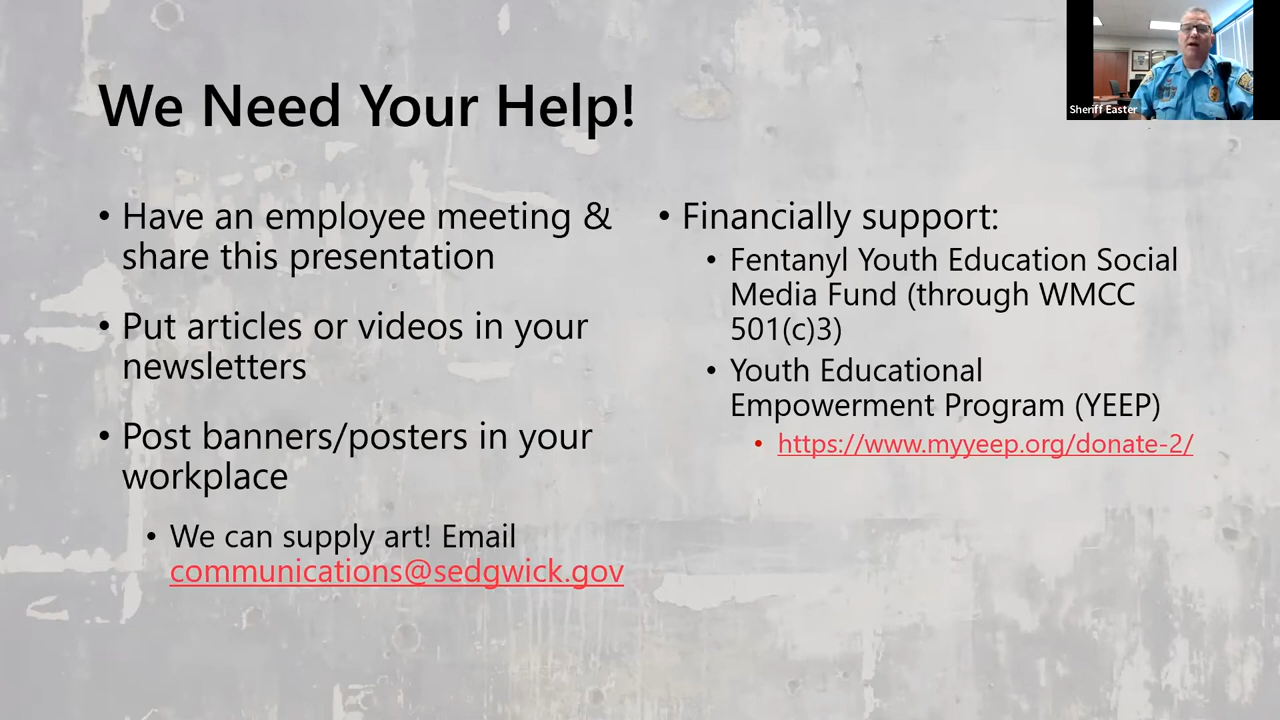 We Need Your Help!
• Have an employee meeting &
share this presentation
• Put articles or videos in your
newsletters
• Post banners/posters in your
workplace
• We can supply art! Email
communications@sedgwick.gov
• Financially support:
• Fentanyl Youth Education Social
Media Fund (through WMCC
501(c)3)
• Youth Educational
Empowerment Program (YEEP)
• https://www.myyeep.org/donate-2/
Sheriff Easter